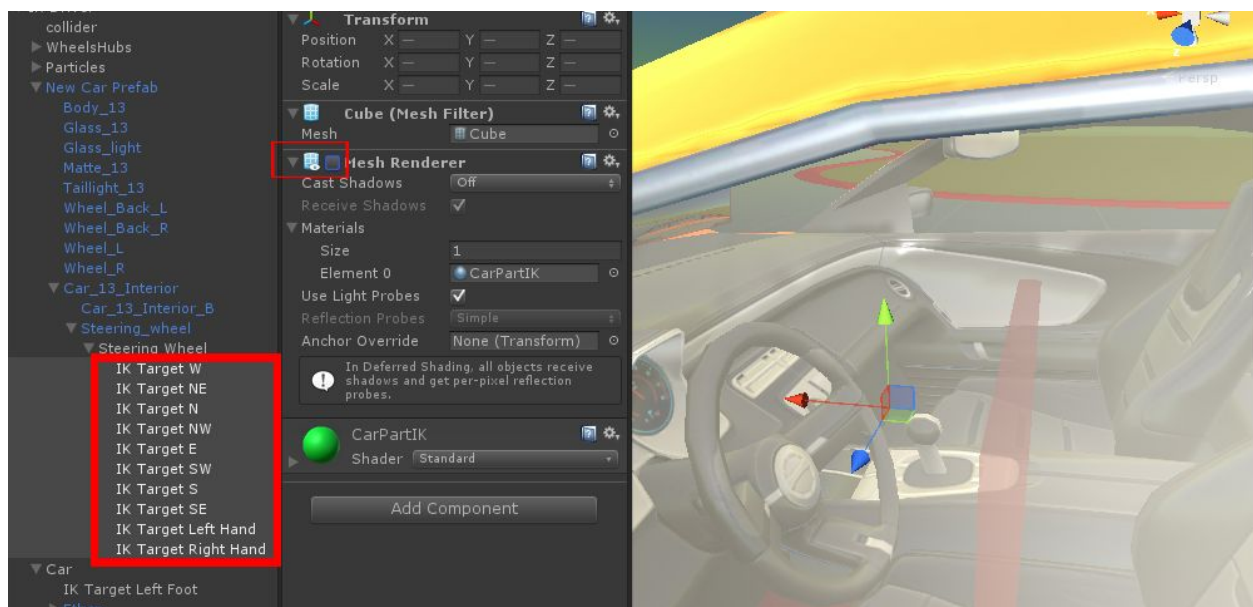 collider
WheelsHubs
Particles
New Car Prefab
Body_13
Glass_13
Glass_light
Matte_13
Taillight_13
Wheel_Back_L
Wheel_Back_R
Wheel_L
Wheel_R
Car_13_Interior
Car_13_Interior_B
Steering_wheel
Steering Wheel
IK Target W
IK Target NE
IK Target N
IK Target NW
IK Target E
IK Target SW
IK Target S
IK Target SE
IK Target Left Hand
IK Target Right Hand
Car
IK Target Left Foot
Transform
Position X — Y — Z —
Rotation X — Y — Z —
Scale X — Y — Z —
Cube (Mesh Filter)
Mesh Cube
Mesh Renderer
Cast Shadows Off
Receive Shadows
Materials
Size 1
Element 0 CarPartIK
Use Light Probes
Reflection Probes Simple
Anchor Override None (Transform)
In Deferred Shading, all objects receive
shadows and get per-pixel reflection
probes.
CarPartIK
Shader Standard
Add Component
Persp